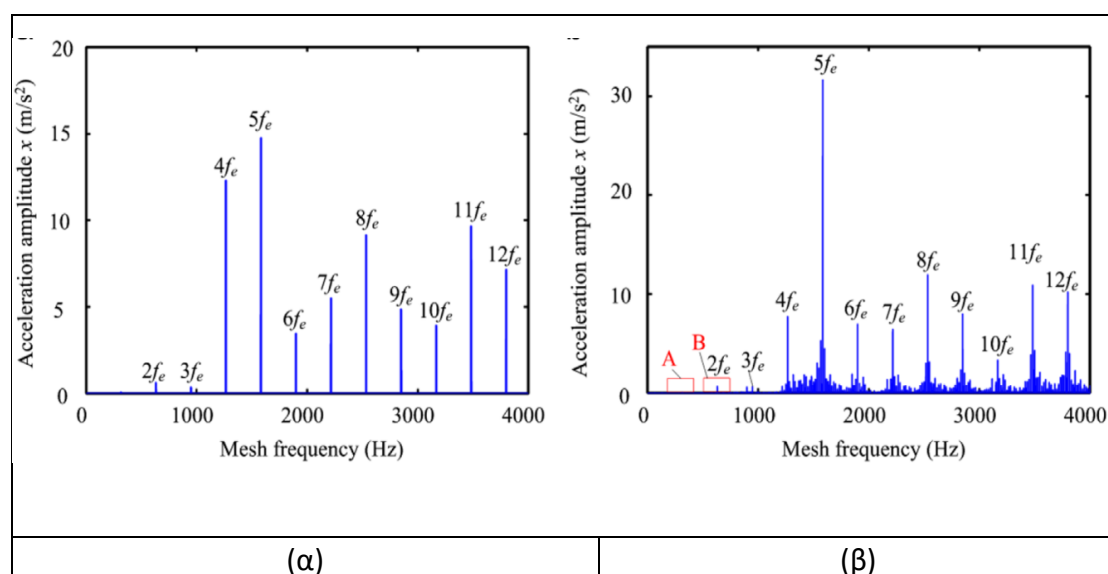 20
15
10
5
0
Acceleration amplitude x (m/s²)
2fₑ
3fₑ
4fₑ
5fₑ
6fₑ
7fₑ
8fₑ
9fₑ
10fₑ
11fₑ
12fₑ
0 1000 2000 3000 4000
Mesh frequency (Hz)
30
20
10
0
Acceleration amplitude x (m/s²)
A
B
2fₑ
3fₑ
4fₑ
5fₑ
6fₑ
7fₑ
8fₑ
9fₑ
10fₑ
11fₑ
12fₑ
0 1000 2000 3000 4000
Mesh frequency (Hz)
(α)
(β)